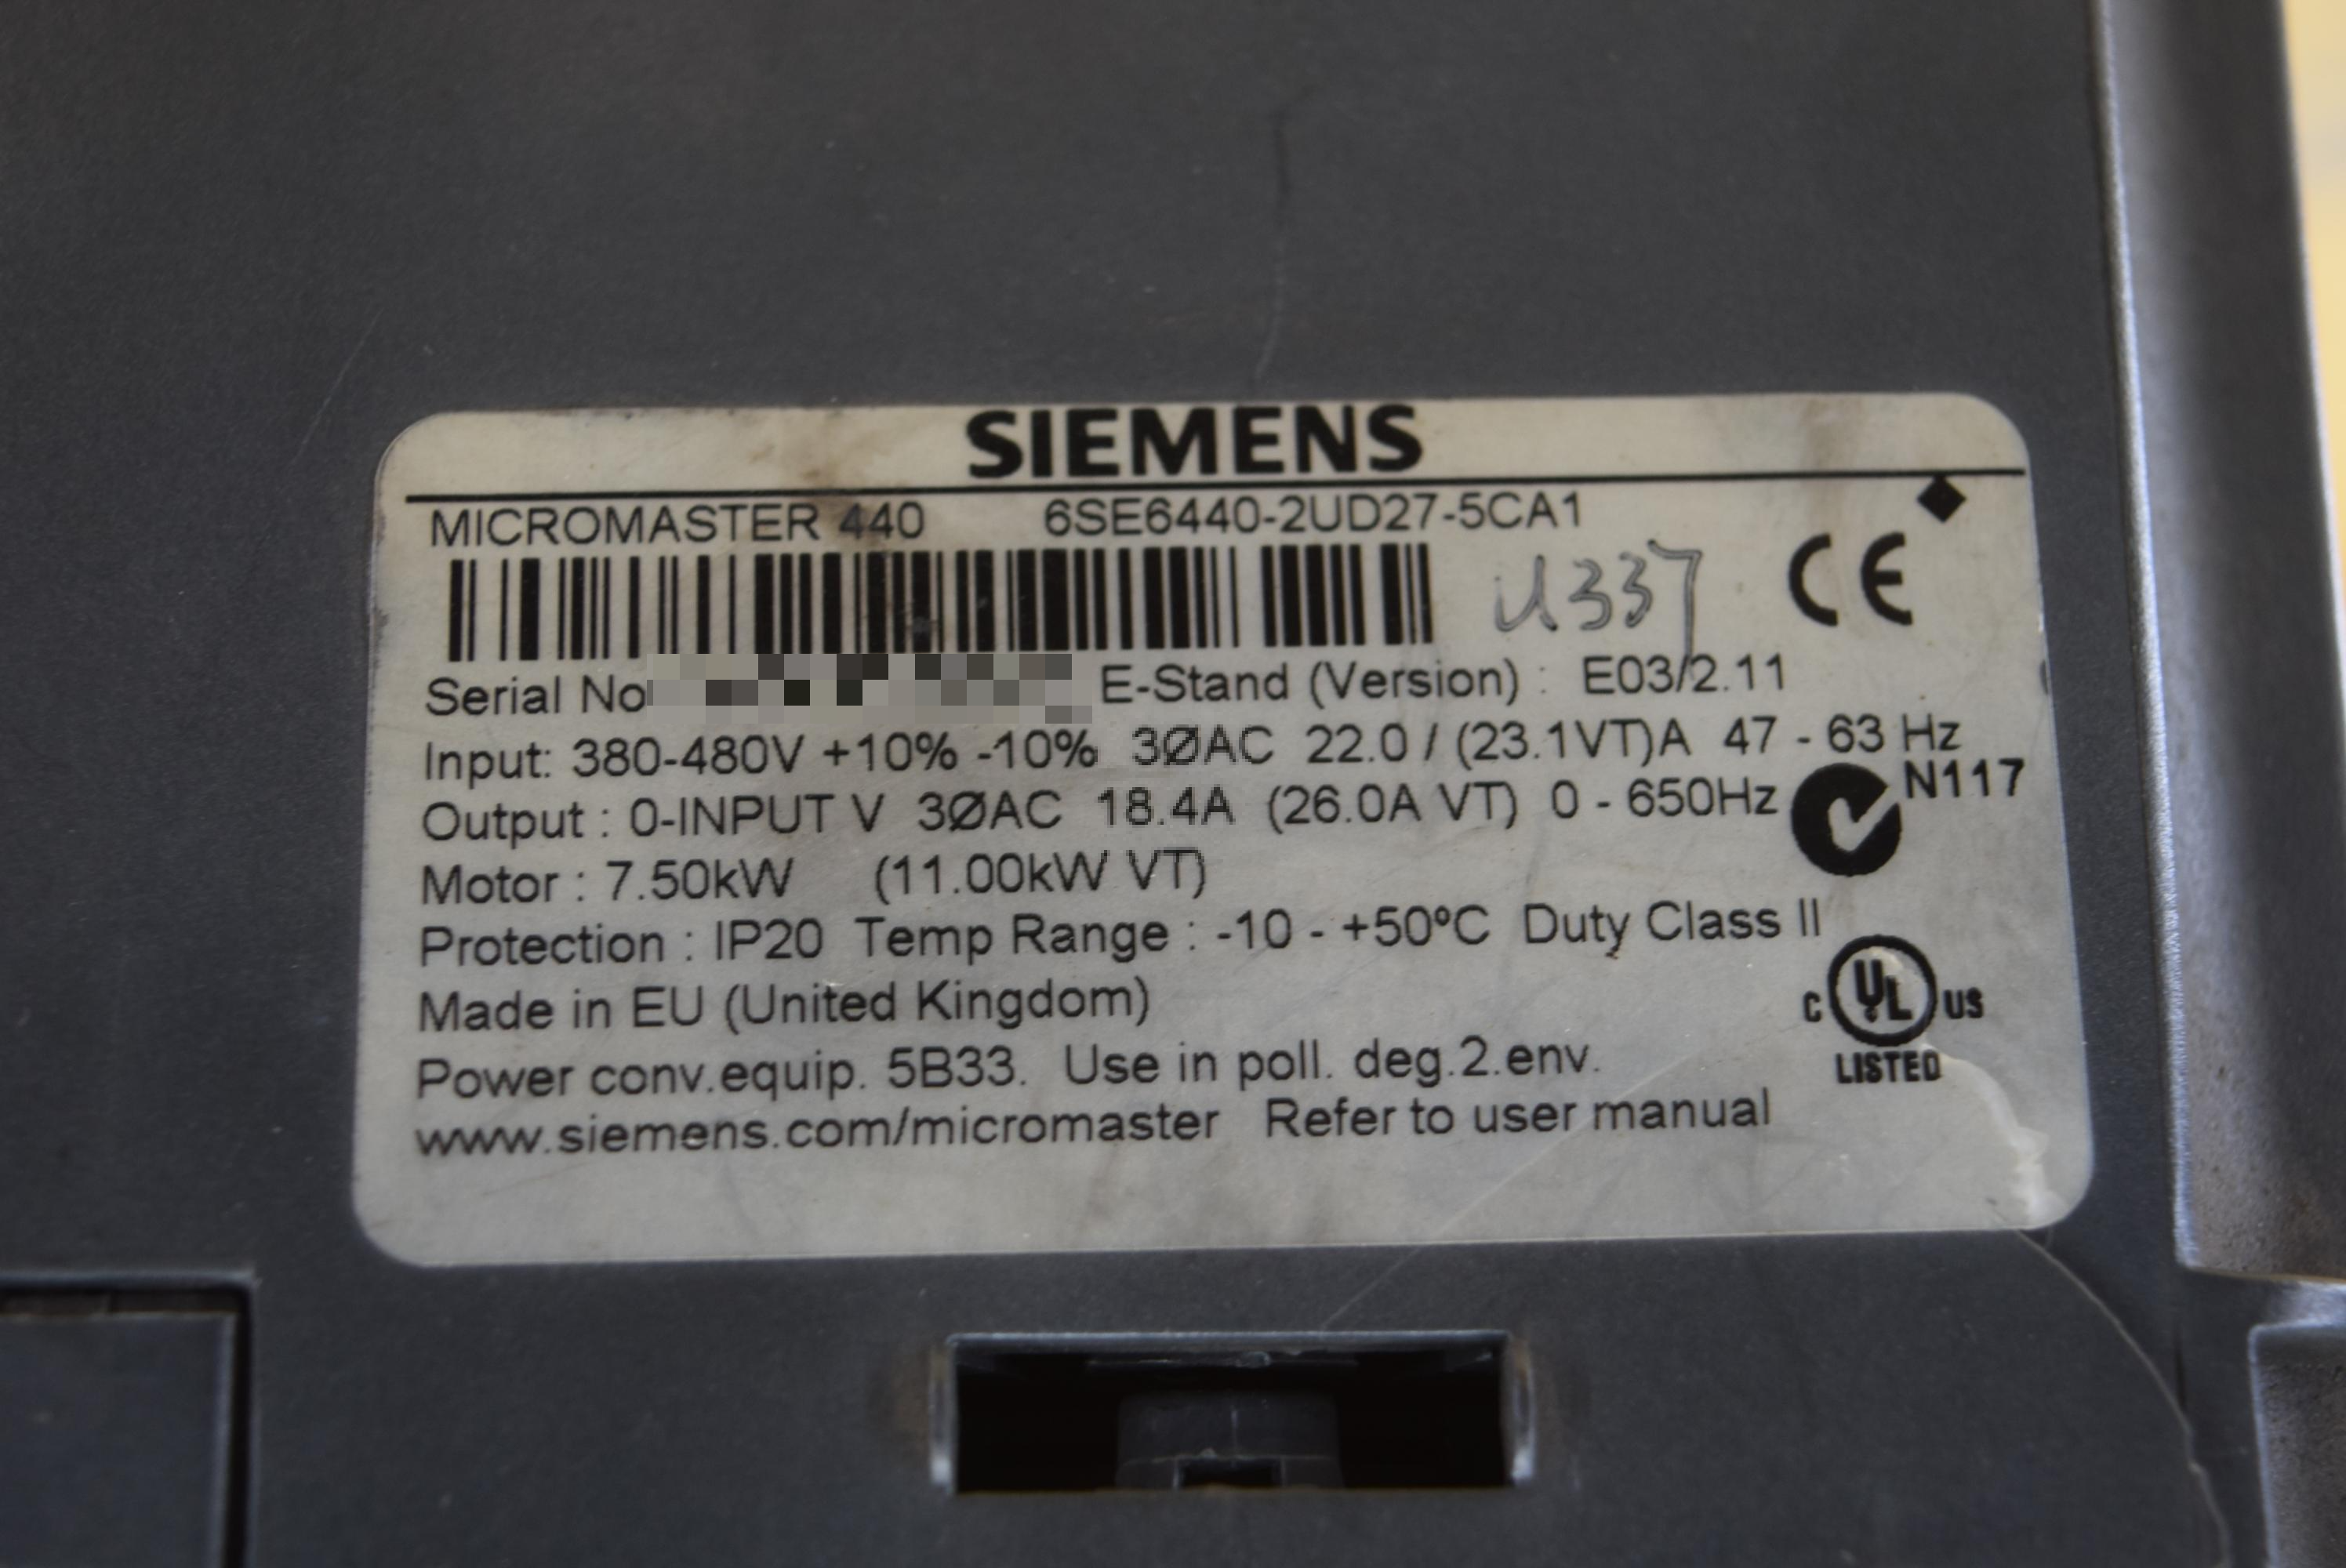 SIEMENS
MICROMASTER 440 6SE6440-2UD27-5CA1
U337
CE
Serial No E-Stand (Version) : E03/2.11
Input: 380-480V +10% -10% 3ØAC 22.0 / (23.1VT)A 47 - 63 Hz
N117
Output : 0-INPUT V 3ØAC 18.4A (26.0A VT) 0 - 650Hz
Motor : 7.50kW (11.00kW VT)
Protection : IP20 Temp Range : -10 - +50ºC Duty Class II
Made in EU (United Kingdom)
C UL US
LISTED
Power conv.equip. 5B33. Use in poll. deg.2.env.
www.siemens.com/micromaster Refer to user manual